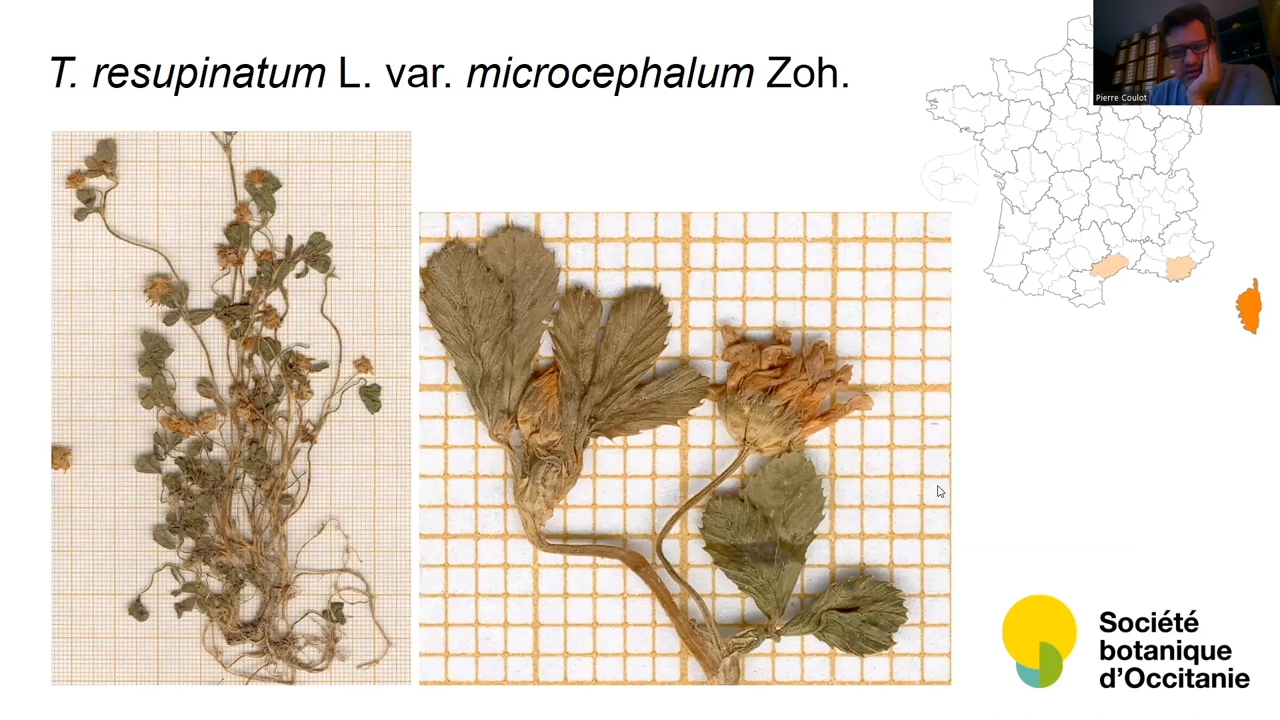 T. resupinatum L. var. microcephalum Zoh.
Pierre Coulot
Société
botanique
d'Occitanie